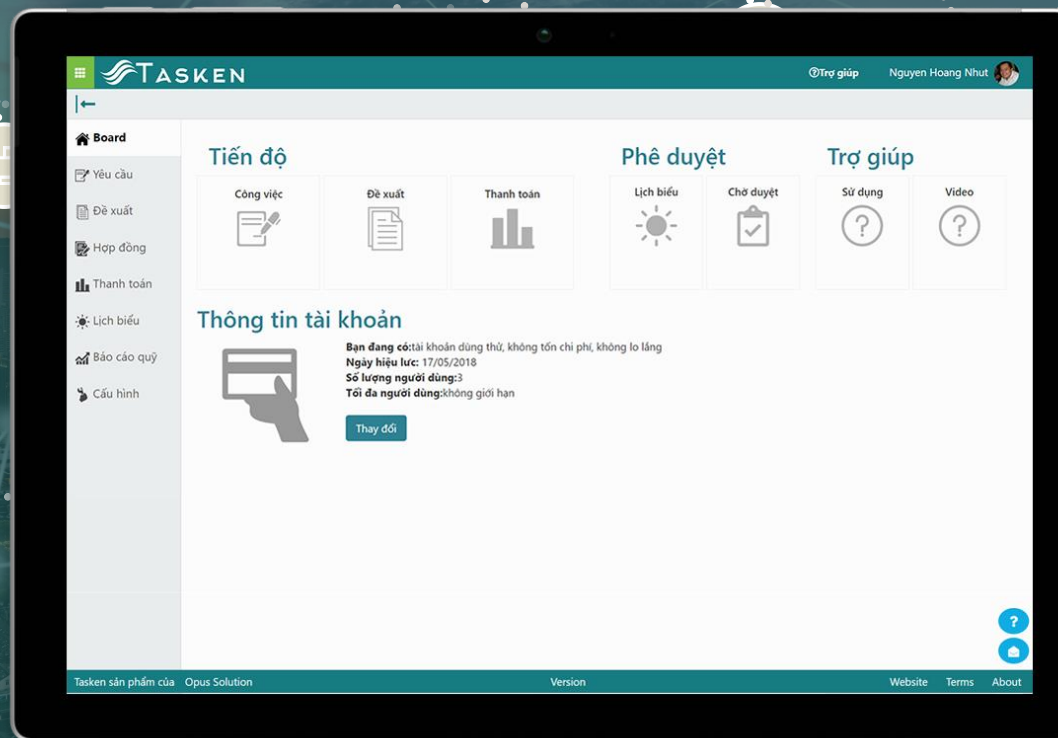 TASKEN
Trợ giúp
Nguyen Hoang Nhut
Board
Yêu cầu
Đề xuất
Hợp đồng
Thanh toán
Lịch biểu
Báo cáo quỹ
Cấu hình
Tiến độ
Công việc
Đề xuất
Thanh toán
Phê duyệt
Lịch biểu
Chờ duyệt
Trợ giúp
Sử dụng
?
Video
?
Thông tin tài khoản
Bạn đang có:tài khoản dùng thử, không tốn chi phí, không lo lắng
Ngày hiệu lực: 17/05/2018
Số lượng người dùng:3
Tối đa người dùng:không giới hạn
Thay đổi
?
Tasken sản phẩm của Opus Solution
Version
Website Terms About